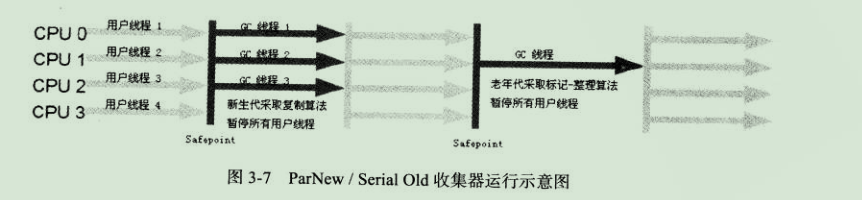 CPU 0 用户线程 1 GC 线程 1
CPU 1 用户线程 2 GC 线程 2 GC 线程
CPU 2 用户线程 3 GC 线程 3 老年代采取标记-整理算法
CPU 3 用户线程 4 新生代采取复制算法 暂停所有用户线程
暂停所有用户线程
Safepoint Safepoint
图 3-7 ParNew / Serial Old 收集器运行示意图